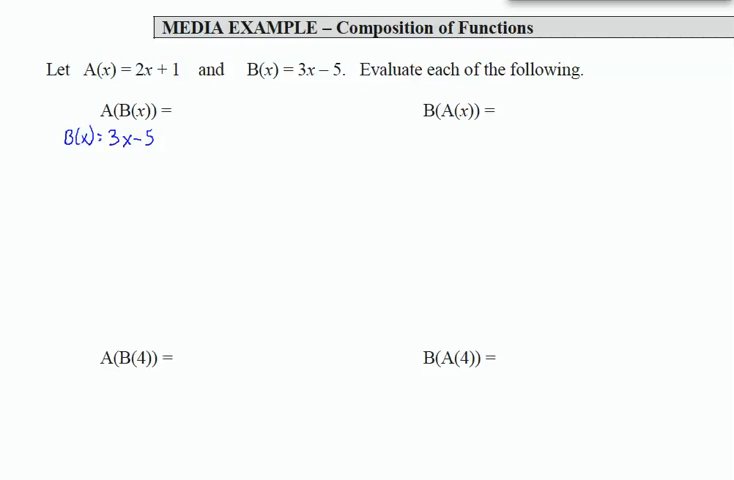 MEDIA EXAMPLE – Composition of Functions
Let A(x) = 2x + 1 and B(x) = 3x – 5. Evaluate each of the following.
A(B(x)) = B(A(x)) =
B(x) = 3x-5
A(B(4)) = B(A(4)) =